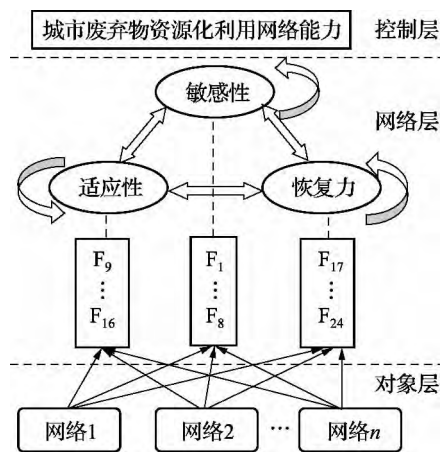 城市废弃物资源化利用网络能力 控制层
敏感性
网络层
适应性 恢复力
F9 F1 F17
⋮ ⋮ ⋮
F16 F8 F24
对象层
网络1 网络2 … 网络n